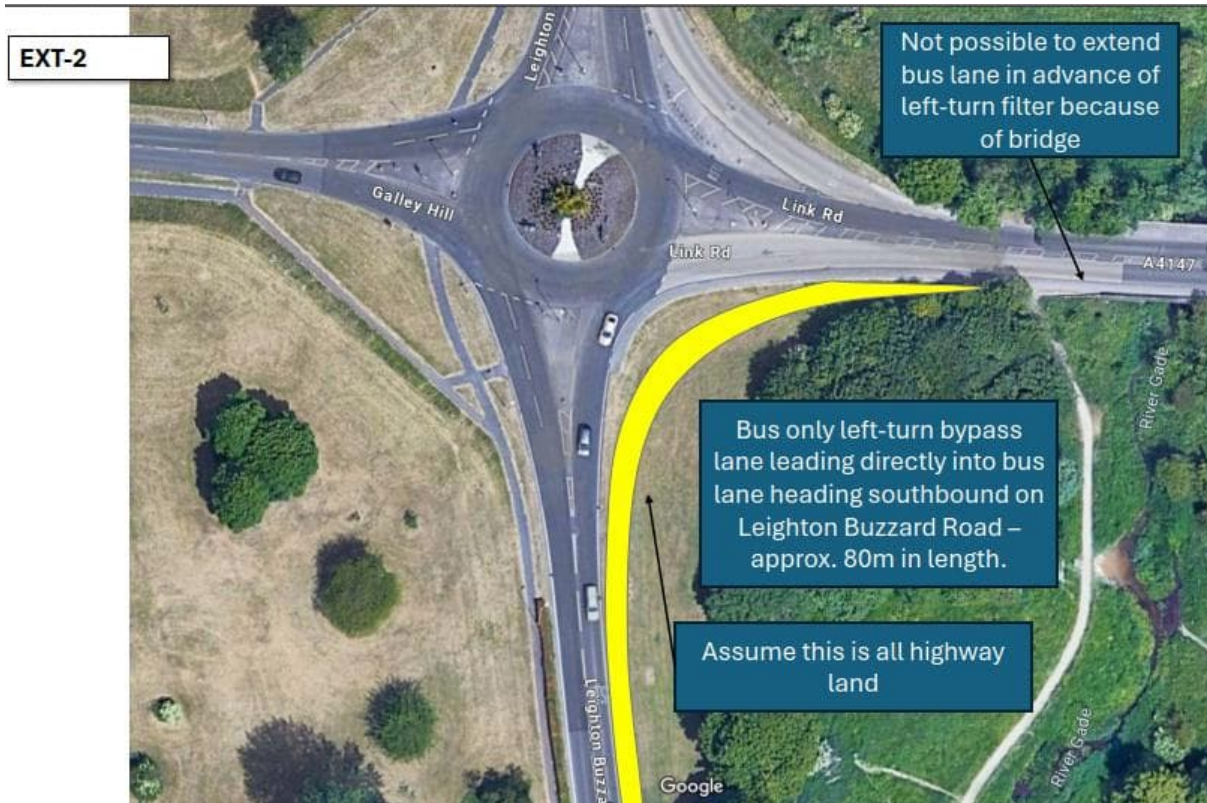 EXT-2
Not possible to extend
bus lane in advance of
left-turn filter because
of bridge
Leighton
Galley Hill
Link Rd
Link Rd
A4147
River Gade
Bus only left-turn bypass
lane leading directly into bus
lane heading southbound on
Leighton Buzzard Road –
approx. 80m in length.
Assume this is all highway
land
Leighton Buzza
River Gade
Google